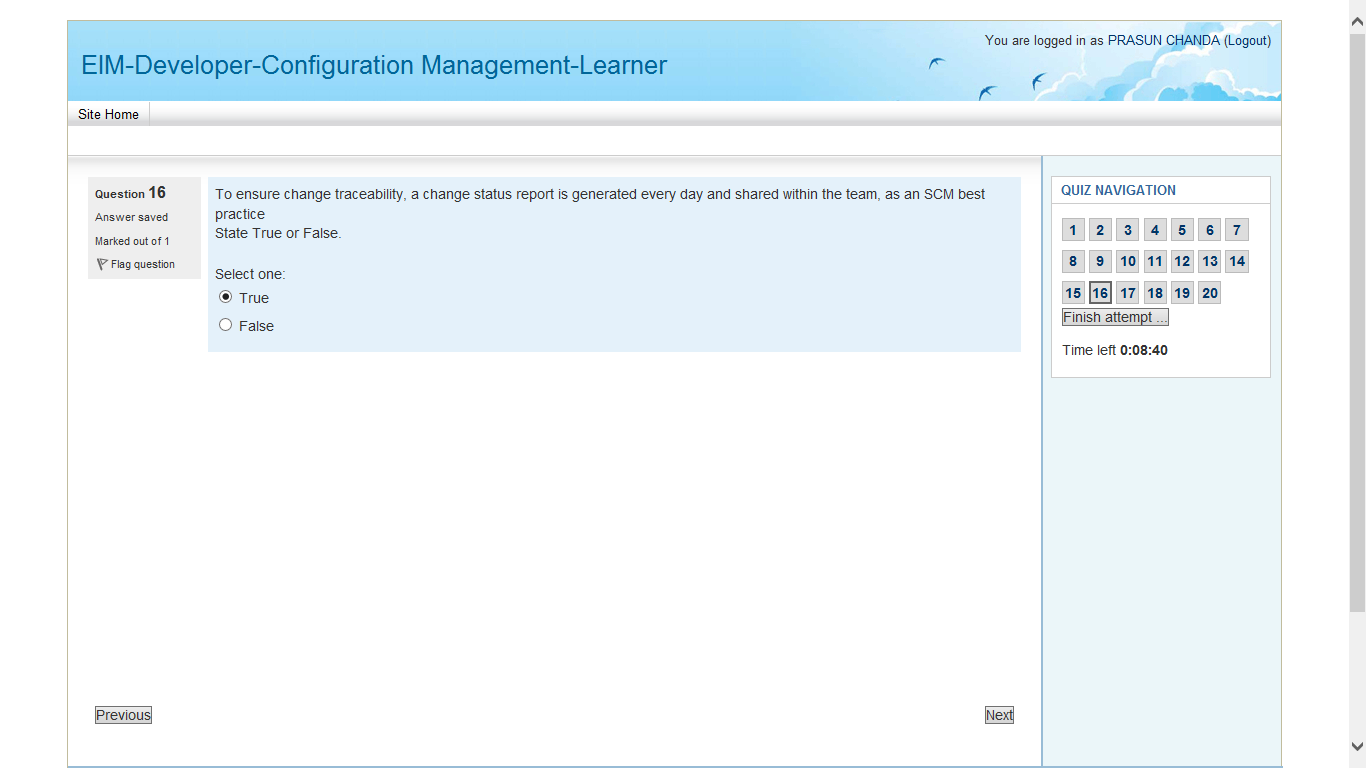 You are logged in as PRASUN CHANDA (Logout)
EIM-Developer-Configuration Management-Learner
Site Home
Question 16
Answer saved
Marked out of 1
Flag question
To ensure change traceability, a change status report is generated every day and shared within the team, as an SCM best
practice
State True or False.
Select one:
True
False
QUIZ NAVIGATION
1 2 3 4 5 6 7
8 9 10 11 12 13 14
15 16 17 18 19 20
Finish attempt ...
Time left 0:08:40
Previous
Next